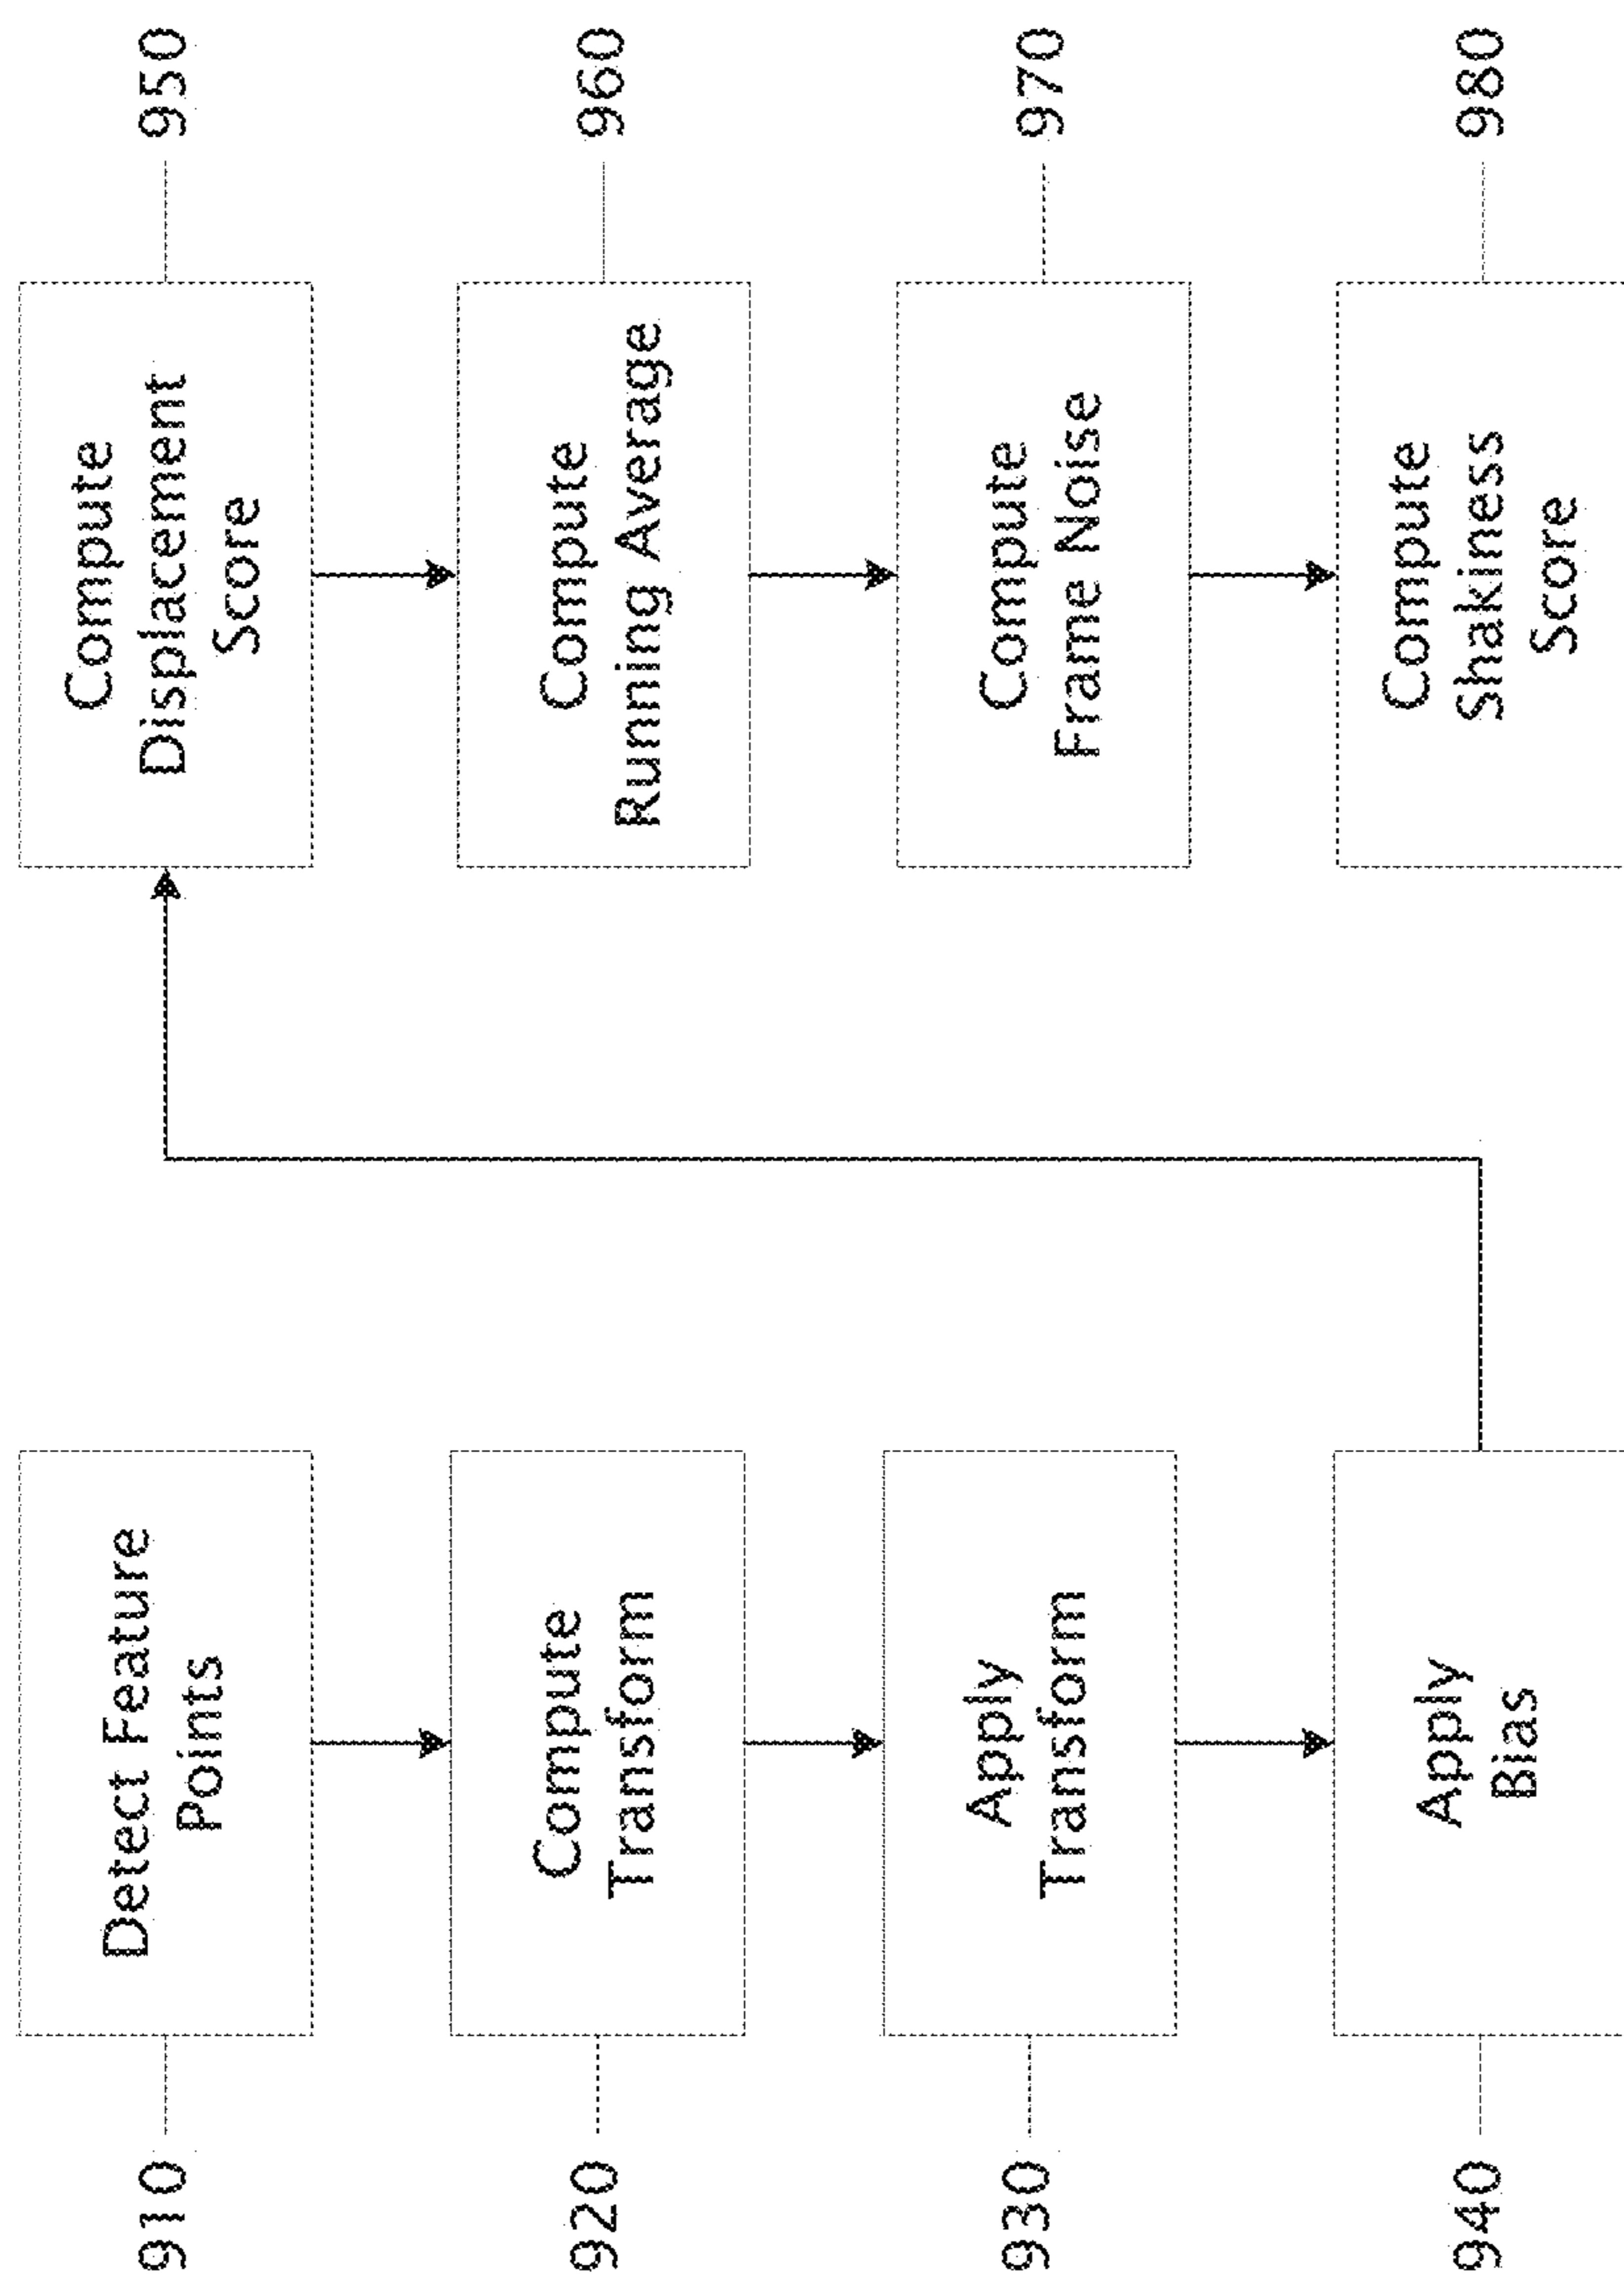 910
Detect Feature
Points
920
Compute
Transform
930
Apply
Transform
940
Apply
Bias
950
Compute
Displacement
Score
960
Compute
Running Average
970
Compute
Frame Noise
980
Compute
Shakiness
Score